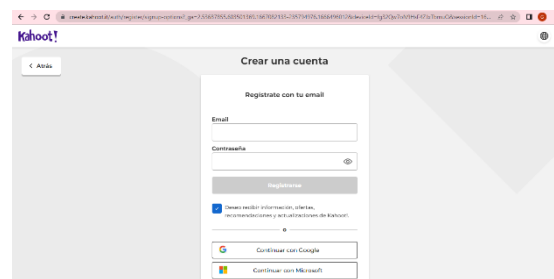 Kahoot!
Atrás
Crear una cuenta
Regístrate con tu email
Email
Contraseña
Registrarse
Deseo recibir información, ofertas,
recomendaciones y actualizaciones de Kahoot!.
o
Continuar con Google
Continuar con Microsoft